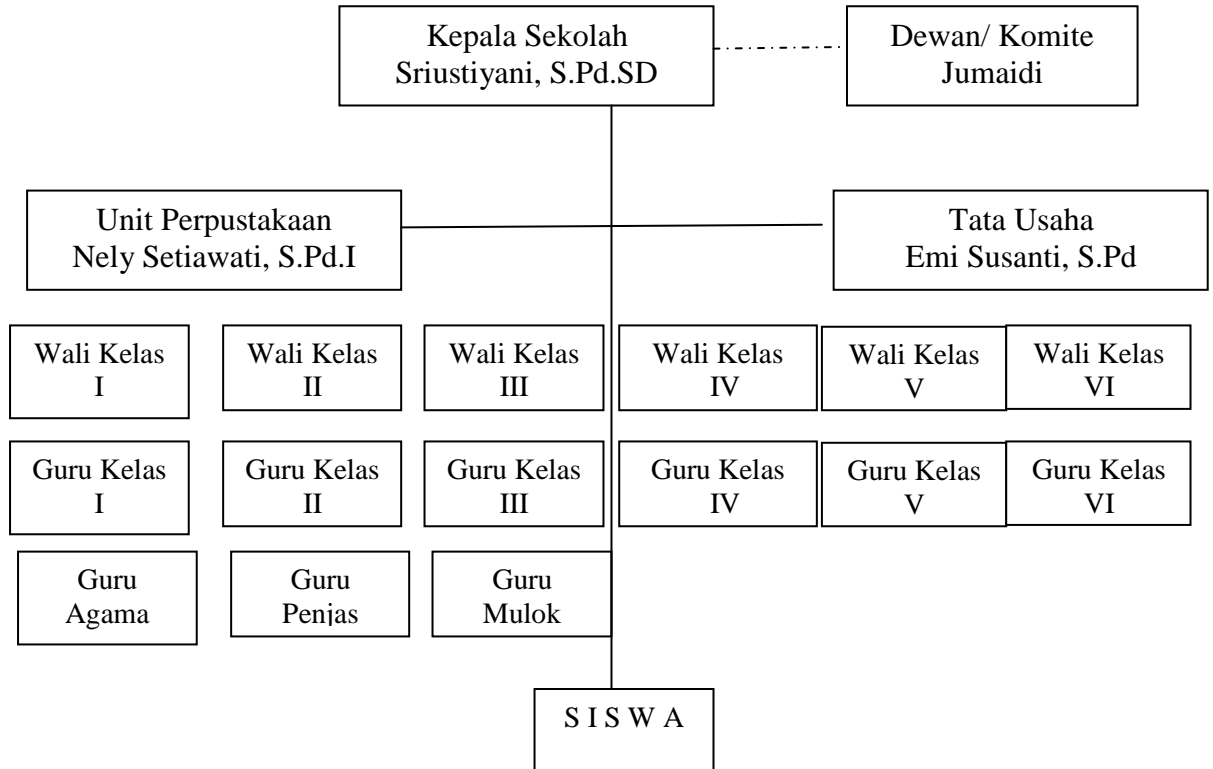 Kepala Sekolah
Sriustiyani, S.Pd.SD
Dewan/ Komite
Jumaidi
Unit Perpustakaan
Nely Setiawati, S.Pd.I
Tata Usaha
Emi Susanti, S.Pd
Wali Kelas
I
Wali Kelas
II
Wali Kelas
III
Wali Kelas
IV
Wali Kelas
V
Wali Kelas
VI
Guru Kelas
I
Guru Kelas
II
Guru Kelas
III
Guru Kelas
IV
Guru Kelas
V
Guru Kelas
VI
Guru
Agama
Guru
Penjas
Guru
Mulok
S I S W A